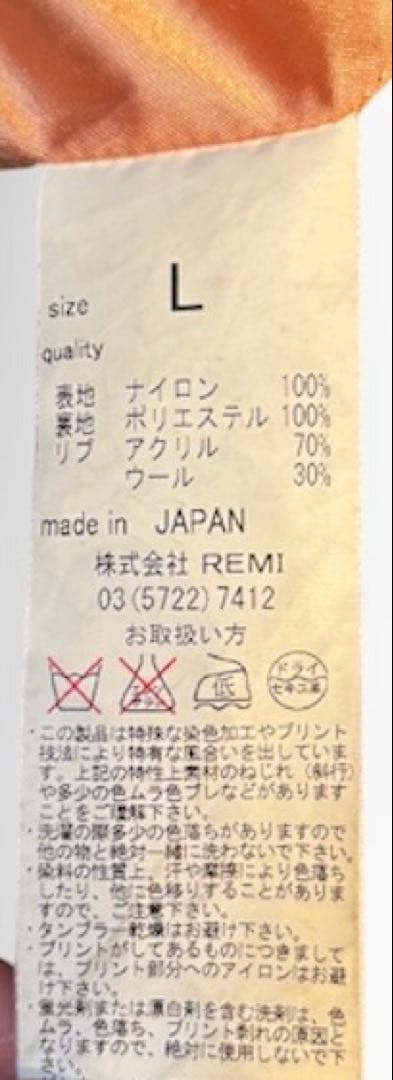 size L
quality
表地 ナイロン 100%
裏地 ポリエステル 100%
リブ アクリル 70%
ウール 30%
made in JAPAN
株式会社 REMI
03(5722)7412
お取扱い方
低 ドライ
セキユ系
・この製品は特殊な染色加工やプリント
技法により特有な風合いを出していま
す。上記の特性上素材のねじれ(斜行)
や多少の色ムラ色ブレなどがあります
ことをご理解下さい。
・洗濯の際多少の色落ちがありますので
他の物と絶対一緒に洗わないで下さい。
・染料の性質上、汗や摩擦により色落ち
したり、他に色移りすることがありま
すので、ご注意下さい。
・タンブラー乾燥はお避け下さい。
・プリントがしてあるものにつきまして
は、プリント部分へのアイロンはお避
け下さい。
・蛍光剤または漂白剤を含む洗剤は、色
ムラ、色落ち、プリント剥れの原因と
なりますので、絶対に使用しないで下
さい。